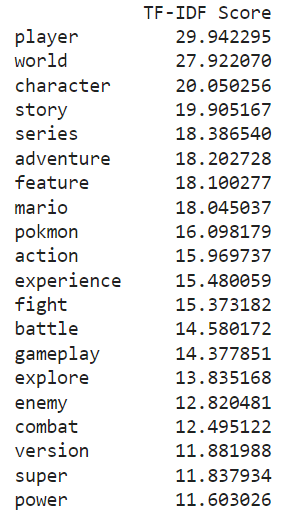 TF-IDF Score
player 29.942295
world 27.922070
character 20.050256
story 19.905167
series 18.386540
adventure 18.202728
feature 18.100277
mario 18.045037
pokmon 16.098179
action 15.969737
experience 15.480059
fight 15.373182
battle 14.580172
gameplay 14.377851
explore 13.835168
enemy 12.820481
combat 12.495122
version 11.881988
super 11.837934
power 11.603026